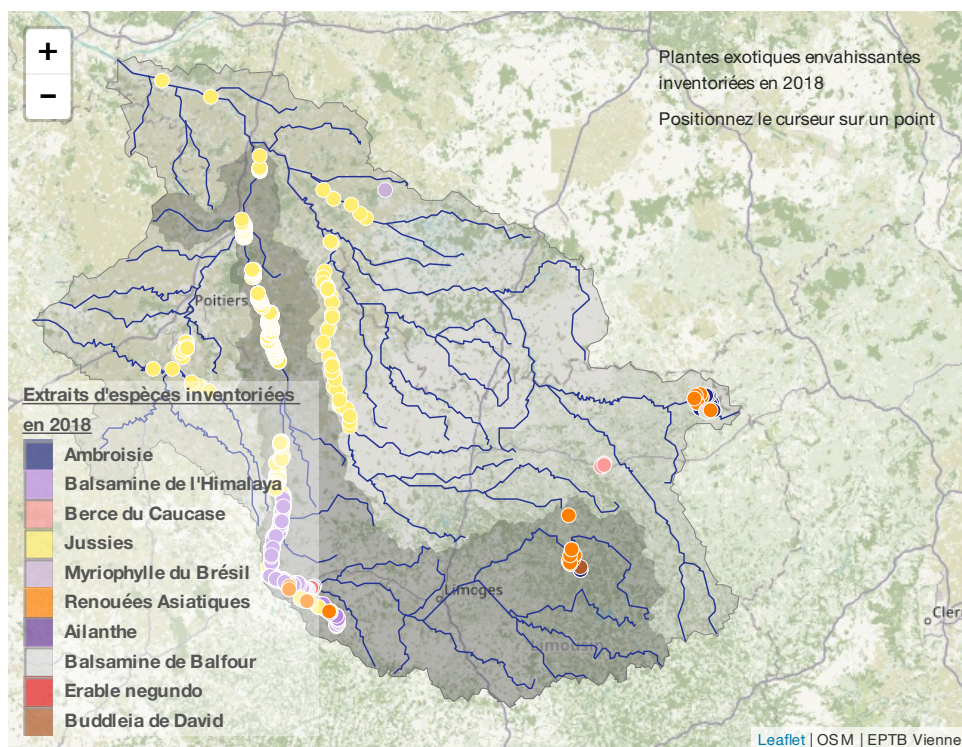 +
−
Plantes exotiques envahissantes
inventoriées en 2018
Positionnez le curseur sur un point
Poitiers
Extraits d'espèces inventoriées
en 2018
Ambroisie
Balsamine de l'Himalaya
Berce du Caucase
Jussies
Myriophylle du Brésil
Renouées Asiatiques
Ailanthe
Balsamine de Balfour
Erable negundo
Buddleia de David
Limoges
Limousin
Cler
Leaflet | OSM | EPTB Vienne